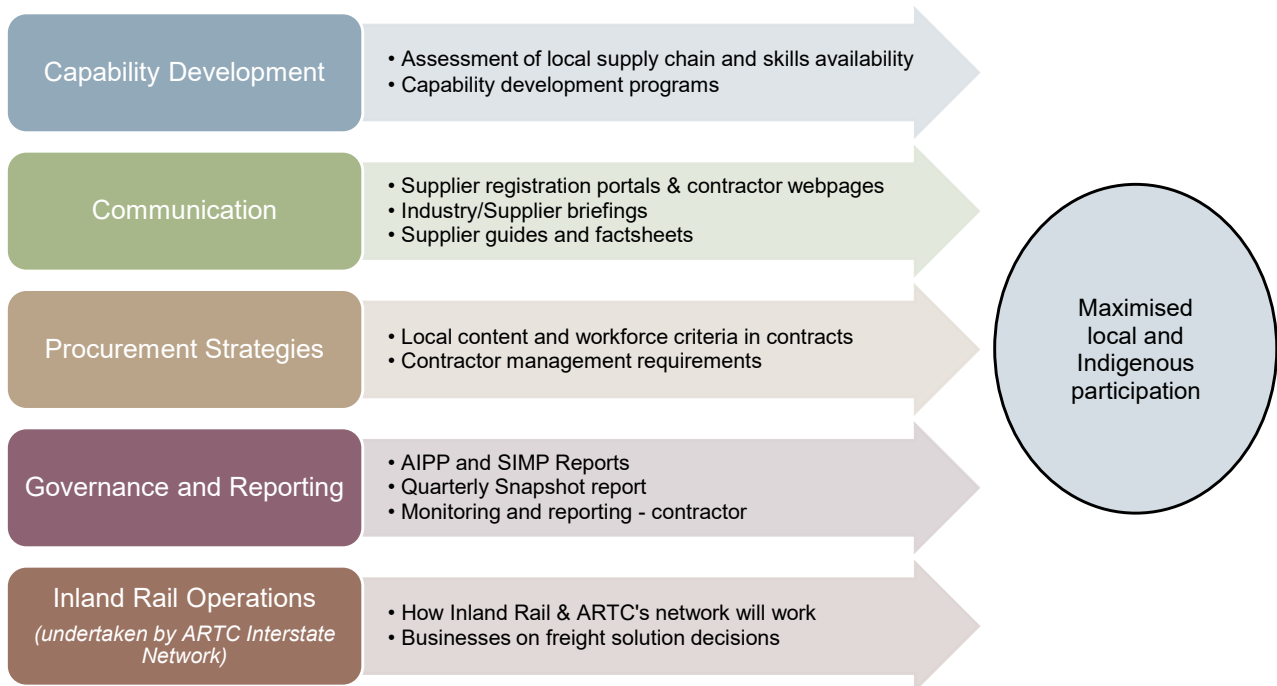 Capability Development
• Assessment of local supply chain and skills availability
• Capability development programs
Communication
• Supplier registration portals & contractor webpages
• Industry/Supplier briefings
• Supplier guides and factsheets
Procurement Strategies
• Local content and workforce criteria in contracts
• Contractor management requirements
Governance and Reporting
• AIPP and SIMP Reports
• Quarterly Snapshot report
• Monitoring and reporting - contractor
Inland Rail Operations
(undertaken by ARTC Interstate
Network)
• How Inland Rail & ARTC's network will work
• Businesses on freight solution decisions
Maximised
local and
Indigenous
participation